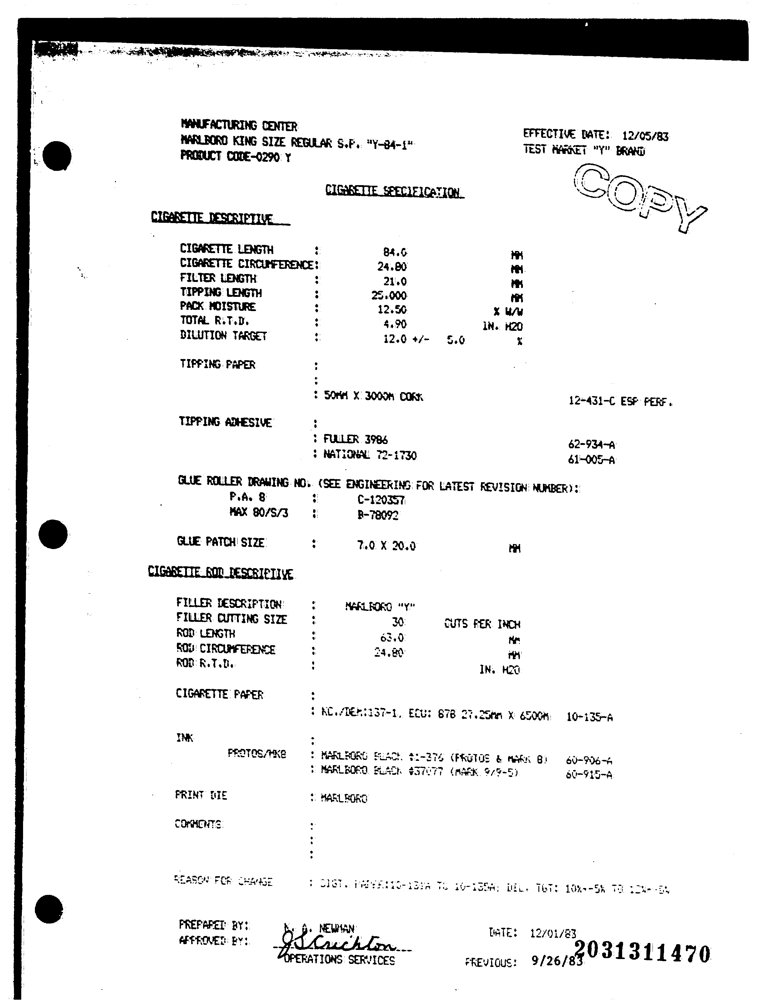 MANUFACTURING CENTER
MARLBORO KING SIZE REGULAR S.P. "Y-84-1"
PRODUCT CODE-0290 Y
EFFECTIVE DATE: 12/05/83
TEST MARKET "Y" BRAND
COPY
CIGARETTE SPECIFICATION
CIGARETTE DESCRIPTIVE
CIGARETTE LENGTH : 84.0 MM
CIGARETTE CIRCUMFERENCE: 24.80 MM
FILTER LENGTH : 21.0 MM
TIPPING LENGTH : 25.000 MM
PACK MOISTURE : 12.50 % W/W
TOTAL R.T.D. : 4.90 IN. H2O
DILUTION TARGET : 12.0 +/- 5.0 %
TIPPING PAPER :
:
: 50MM X 3000M CORK 12-431-C ESP PERF.
TIPPING ADHESIVE :
: FULLER 3986 62-934-A
: NATIONAL 72-1730 61-005-A
GLUE ROLLER DRAWING NO. (SEE ENGINEERING FOR LATEST REVISION NUMBER):
P.A. 8 : C-120357
MAX 80/S/3 : B-78092
GLUE PATCH SIZE : 7.0 X 20.0 MM
CIGARETTE ROD DESCRIPTIVE
FILLER DESCRIPTION : MARLBORO "Y"
FILLER CUTTING SIZE : 30 CUTS PER INCH
ROD LENGTH : 63.0 MM
ROD CIRCUMFERENCE : 24.80 MM
ROD R.T.D. : IN. H2O
CIGARETTE PAPER :
: KC./DEM:137-1, ECU: 878 27.25MM X 6500M 10-135-A
INK :
PROTOS/MK8 : MARLBORO BLACK #1-376 (PROTOS & MARK 8) 60-906-A
: MARLBORO BLACK #37077 (MARK 9/9-5) 60-915-A
PRINT DIE : MARLBORO
COMMENTS :
:
:
REASON FOR CHANGE : CIGT. PAPER:10-131A TO 10-135A; DIL. TGT: 10%+-5% TO 12%+-5%
PREPARED BY: A. NEWMAN DATE: 12/01/83
APPROVED BY: J S Crichton
OPERATIONS SERVICES PREVIOUS: 9/26/83
2031311470